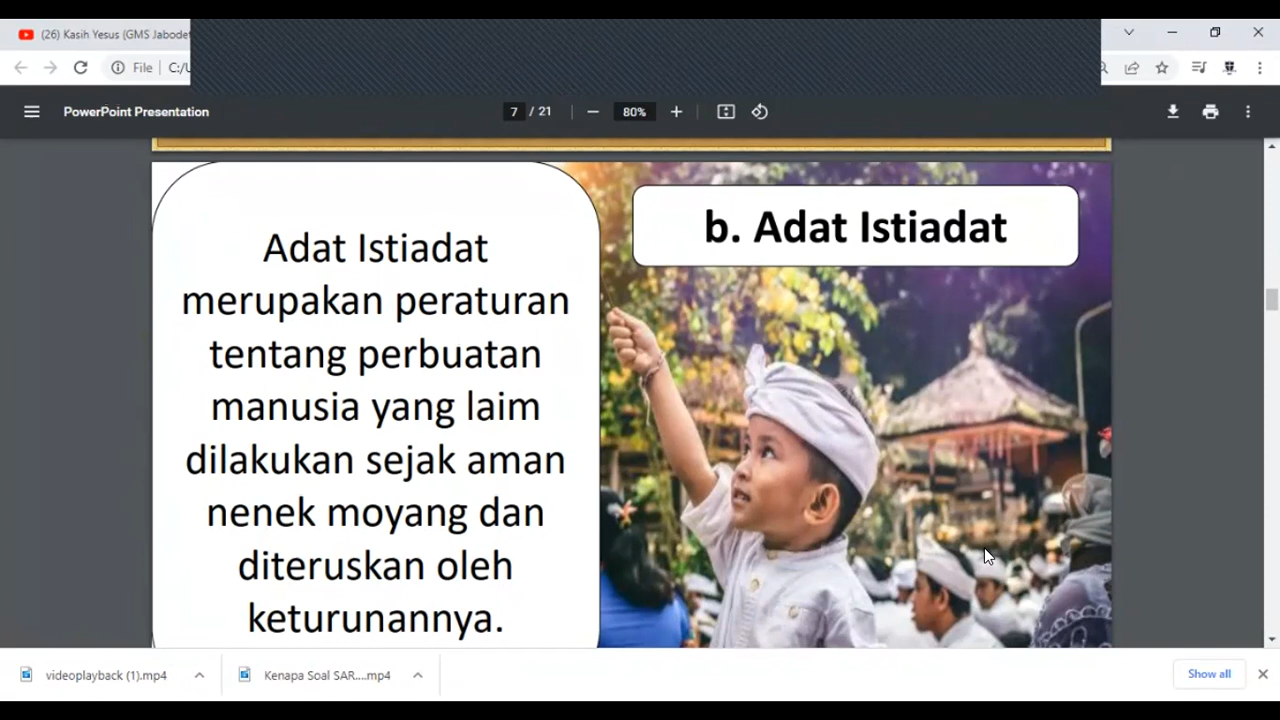 (26) Kasih Yesus (GMS Jabodet
File
C:/U
PowerPoint Presentation
7 / 21
80%
b. Adat Istiadat
Adat Istiadat
merupakan peraturan
tentang perbuatan
manusia yang laim
dilakukan sejak aman
nenek moyang dan
diteruskan oleh
keturunannya.
videoplayback (1).mp4
Kenapa Soal SAR....mp4
Show all